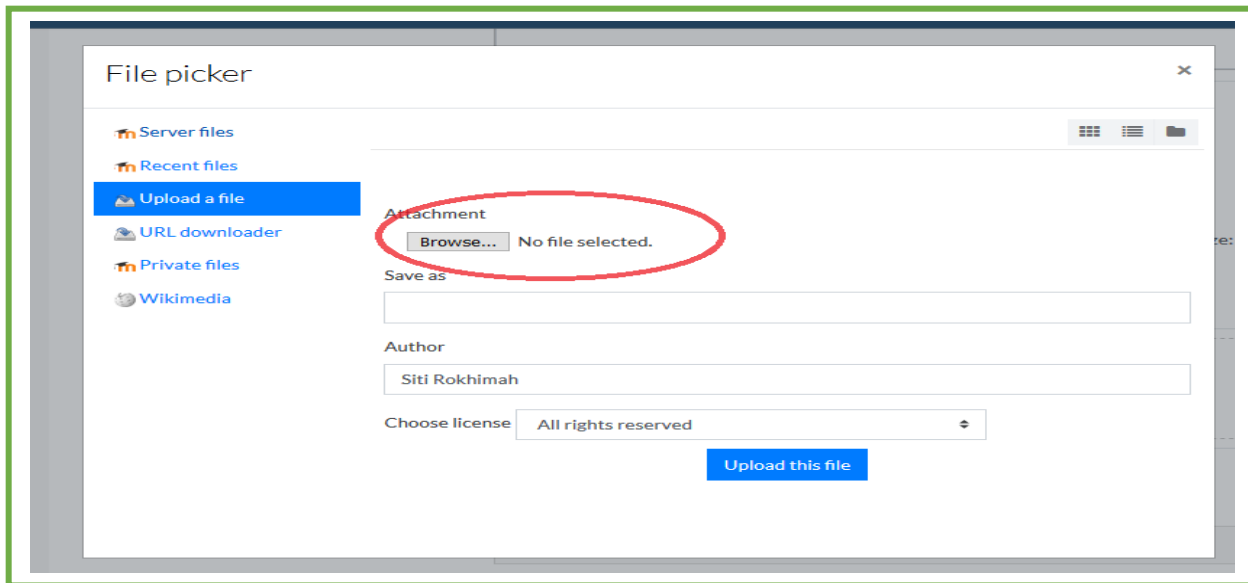 File picker
×
Server files
Recent files
Upload a file
URL downloader
Private files
Wikimedia
Attachment
Browse... No file selected.
Save as
Author
Siti Rokhimah
Choose license All rights reserved
Upload this file
ze: